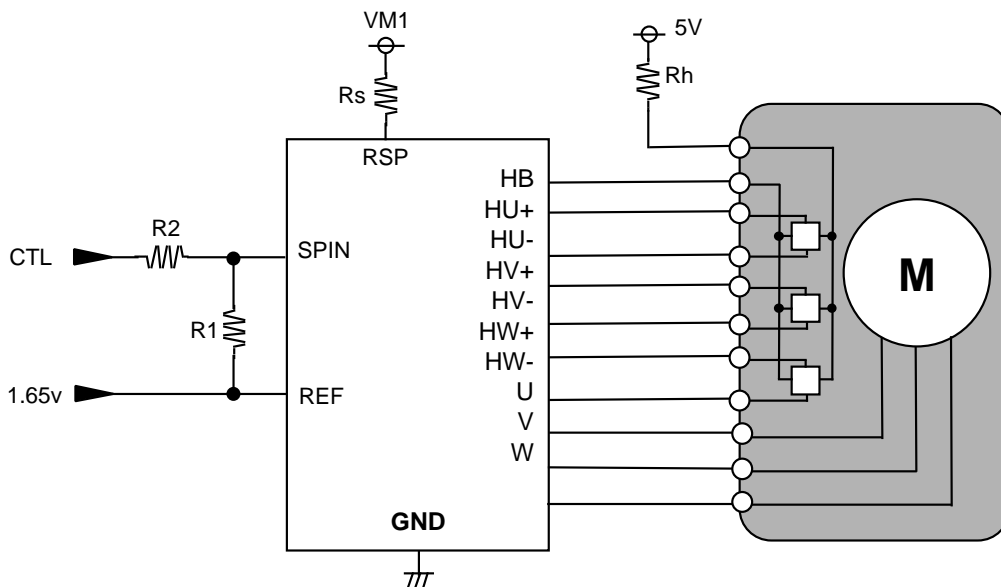 VM1
5V
Rs
Rh
RSP
HB
HU+
R2
HU-
CTL
SPIN
HV+
M
HV-
R1
HW+
HW-
1.65v
REF
U
V
W
GND